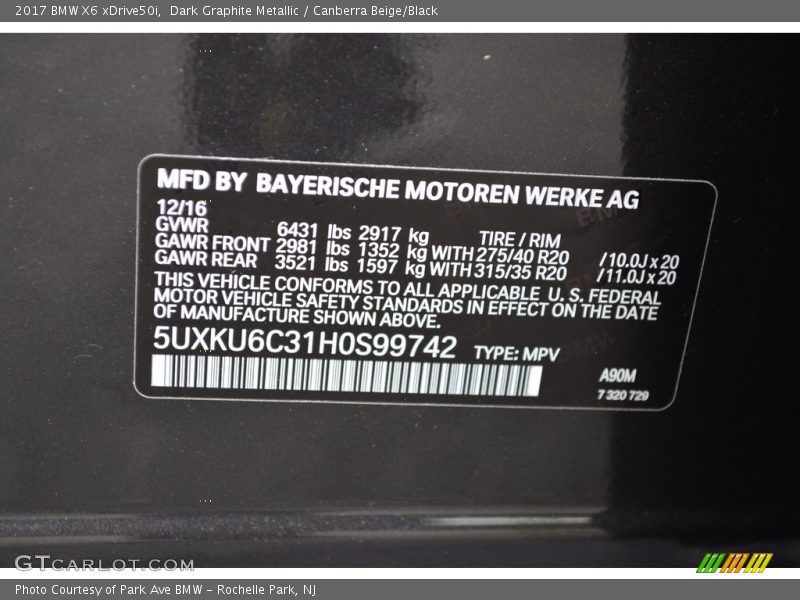 2017 BMW X6 xDrive50i, Dark Graphite Metallic / Canberra Beige/Black
MFD BY BAYERISCHE MOTOREN WERKE AG
12/16
GVWR 6431 lbs 2917 kg TIRE / RIM
GAWR FRONT 2981 lbs 1352 kg WITH 275/40 R20 /10.0J x 20
GAWR REAR 3521 lbs 1597 kg WITH 315/35 R20 /11.0J x 20
THIS VEHICLE CONFORMS TO ALL APPLICABLE U. S. FEDERAL
MOTOR VEHICLE SAFETY STANDARDS IN EFFECT ON THE DATE
OF MANUFACTURE SHOWN ABOVE.
5UXKU6C31H0S99742 TYPE: MPV
A90M
7 320 729
GTCARLOT.COM
Photo Courtesy of Park Ave BMW - Rochelle Park, NJ